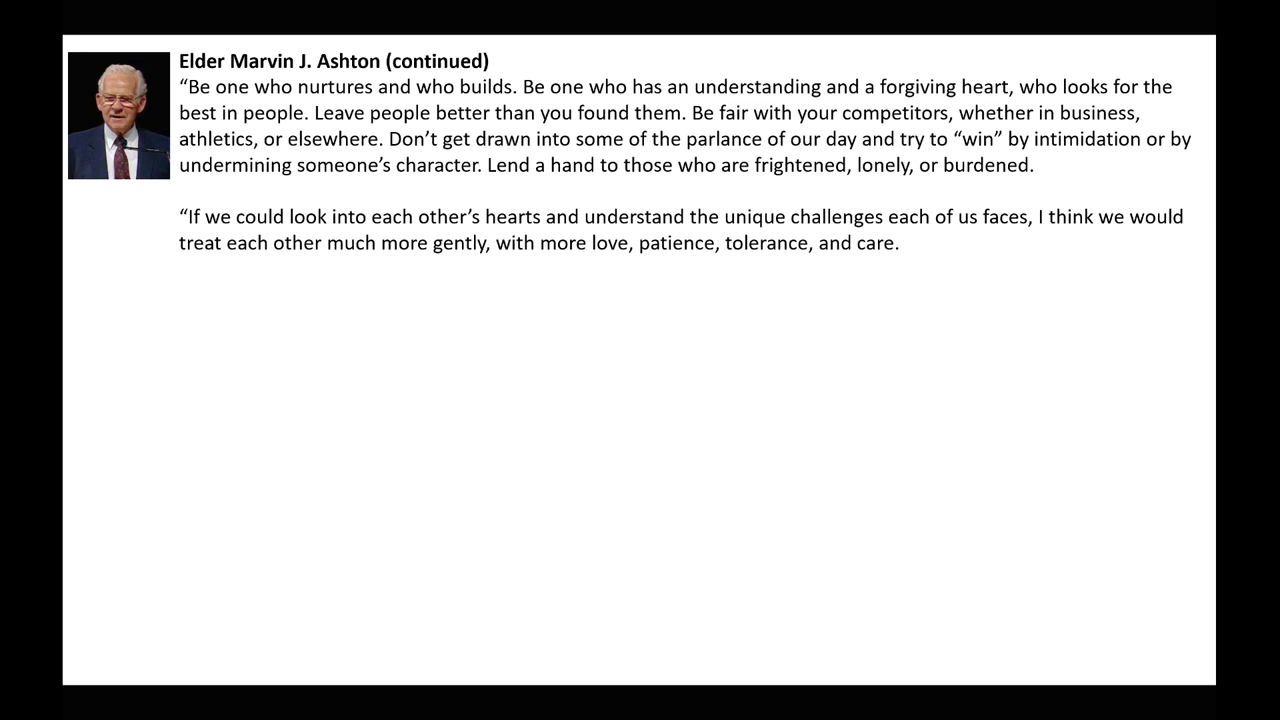 Elder Marvin J. Ashton (continued)
“Be one who nurtures and who builds. Be one who has an understanding and a forgiving heart, who looks for the
best in people. Leave people better than you found them. Be fair with your competitors, whether in business,
athletics, or elsewhere. Don’t get drawn into some of the parlance of our day and try to “win” by intimidation or by
undermining someone’s character. Lend a hand to those who are frightened, lonely, or burdened.
“If we could look into each other’s hearts and understand the unique challenges each of us faces, I think we would
treat each other much more gently, with more love, patience, tolerance, and care.